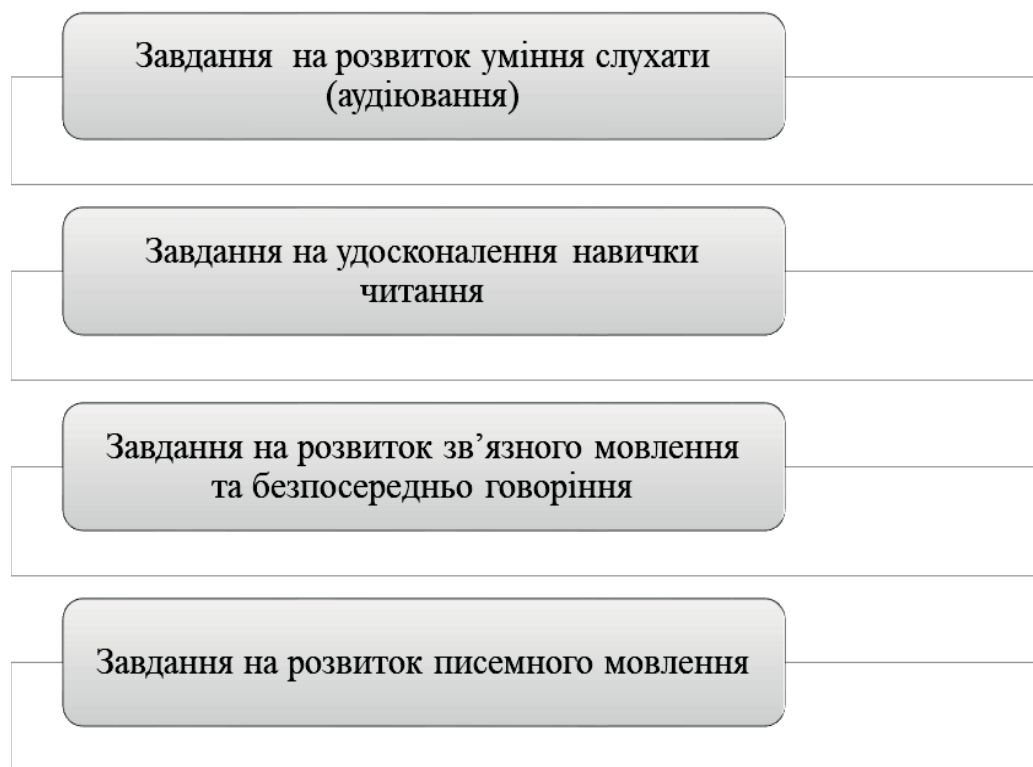 Завдання на розвиток уміння слухати
(аудіювання)
Завдання на удосконалення навички
читання
Завдання на розвиток зв’язного мовлення
та безпосередньо говоріння
Завдання на розвиток писемного мовлення